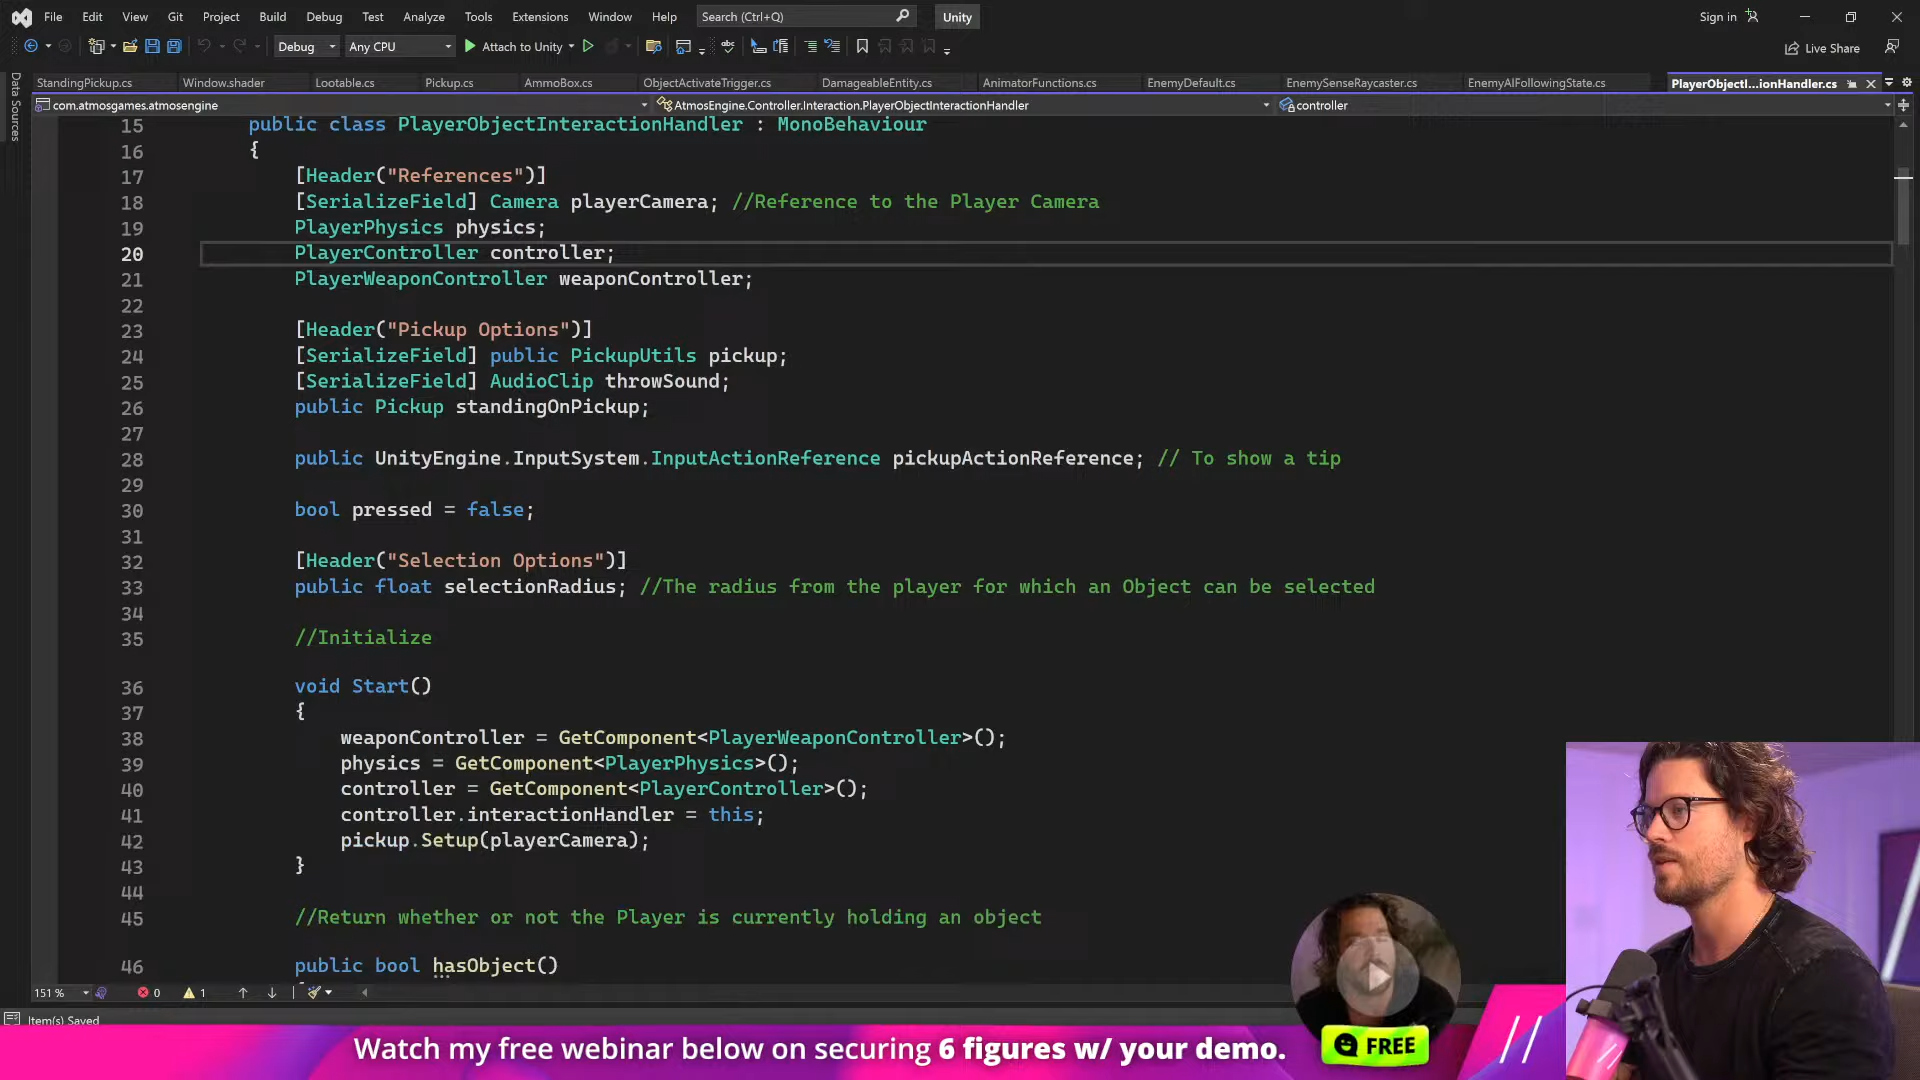 File Edit View Git Project Build Debug Test Analyze Tools Extensions Window Help Search (Ctrl+Q) Unity Sign in
Debug Any CPU Attach to Unity Live Share
StandingPickup.cs Window.shader Lootable.cs Pickup.cs AmmoBox.cs ObjectActivateTrigger.cs DamageableEntity.cs AnimatorFunctions.cs EnemyDefault.cs EnemySenseRaycaster.cs EnemyAIFollowingState.cs PlayerObjectI...ionHandler.cs
Data Sources
com.atmosgames.atmosengine AtmosEngine.Controller.Interaction.PlayerObjectInteractionHandler controller
15 public class PlayerObjectInteractionHandler : MonoBehaviour
16 {
17 [Header("References")]
18 [SerializeField] Camera playerCamera; //Reference to the Player Camera
19 PlayerPhysics physics;
20 PlayerController controller;
21 PlayerWeaponController weaponController;
22
23 [Header("Pickup Options")]
24 [SerializeField] public PickupUtils pickup;
25 [SerializeField] AudioClip throwSound;
26 public Pickup standingOnPickup;
27
28 public UnityEngine.InputSystem.InputActionReference pickupActionReference; // To show a tip
29
30 bool pressed = false;
31
32 [Header("Selection Options")]
33 public float selectionRadius; //The radius from the player for which an Object can be selected
34
35 //Initialize
36 void Start()
37 {
38 weaponController = GetComponent<PlayerWeaponController>();
39 physics = GetComponent<PlayerPhysics>();
40 controller = GetComponent<PlayerController>();
41 controller.interactionHandler = this;
42 pickup.Setup(playerCamera);
43 }
44
45 //Return whether or not the Player is currently holding an object
46 public bool hasObject()
151 % 0 1
Item(s) Saved
Watch my free webinar below on securing 6 figures w/ your demo.
FREE //